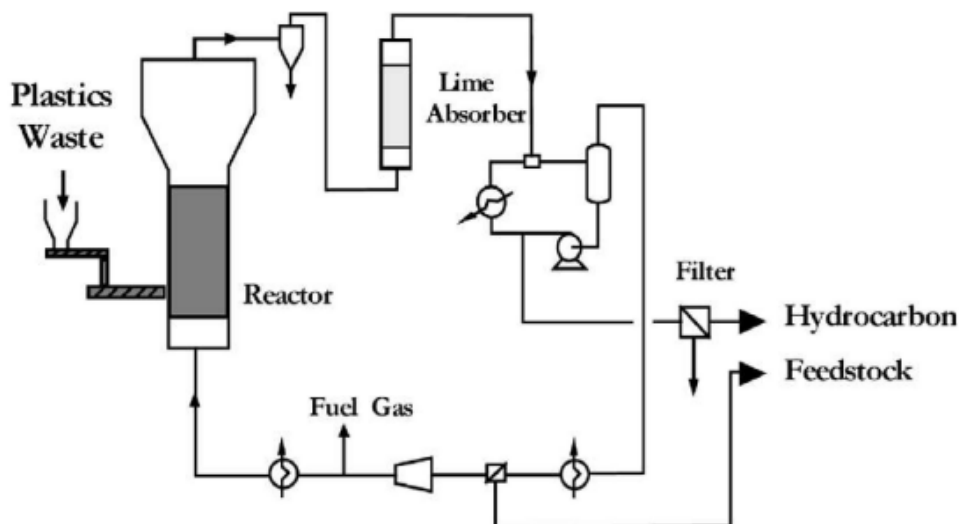 Plastics
Waste
Lime
Absorber
Reactor
Filter
Hydrocarbon
Feedstock
Fuel Gas